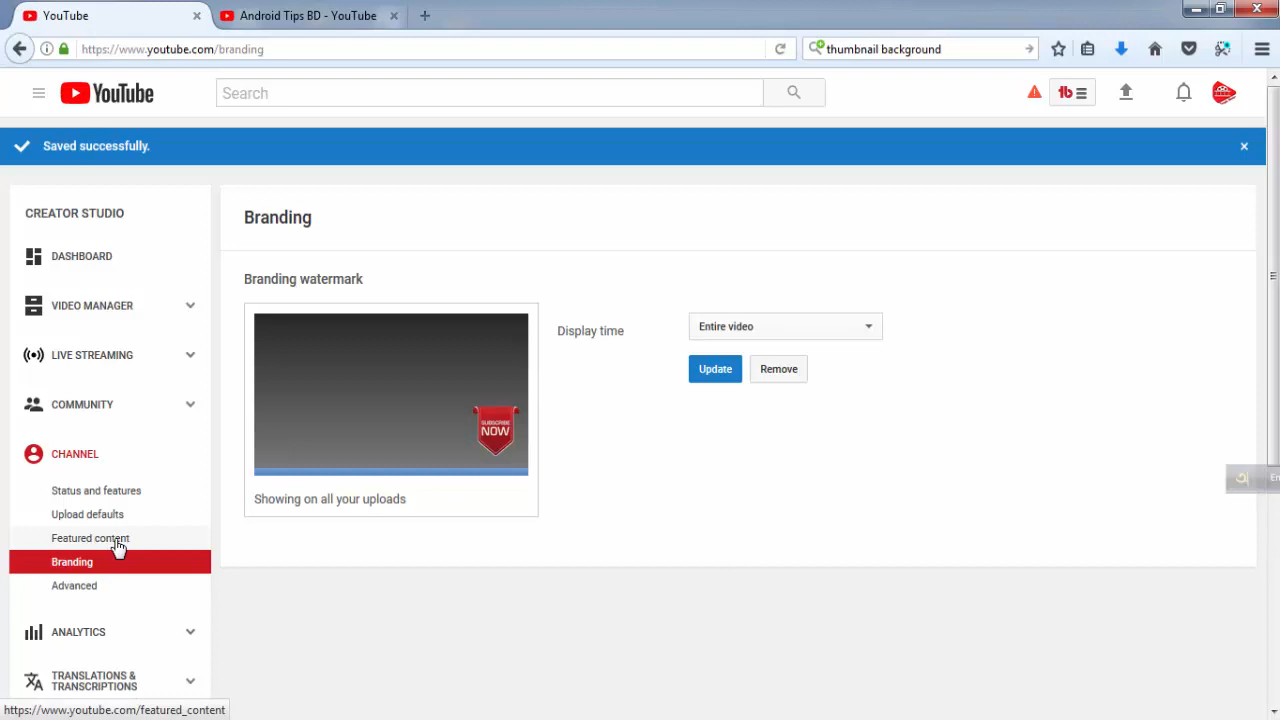 YouTube
Android Tips BD - YouTube
https://www.youtube.com/branding
thumbnail background
YouTube
Search
Saved successfully.
CREATOR STUDIO
DASHBOARD
VIDEO MANAGER
LIVE STREAMING
COMMUNITY
CHANNEL
Status and features
Upload defaults
Featured content
Branding
Advanced
ANALYTICS
TRANSLATIONS &
TRANSCRIPTIONS
Branding
Branding watermark
SUBSCRIBE
NOW
Showing on all your uploads
Display time
Entire video
Update
Remove
En
https://www.youtube.com/featured_content